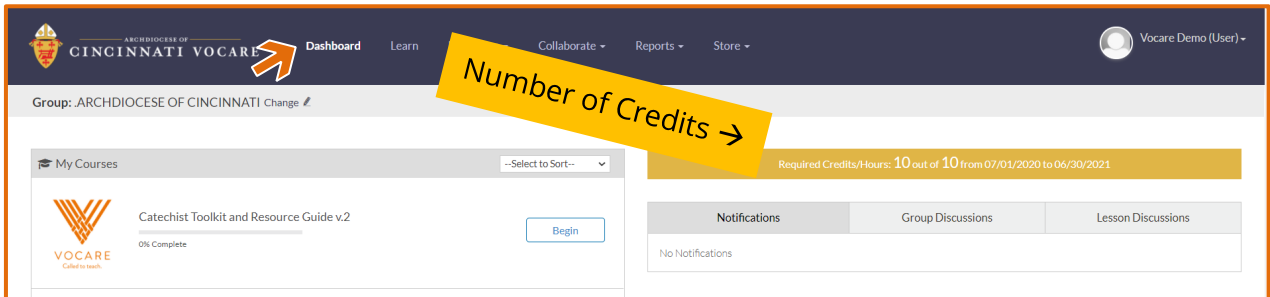 ARCHDIOCESE OF
CINCINNATI VOCARE
Dashboard Learn Collaborate Reports Store
Vocare Demo (User)
Number of Credits →
Group: .ARCHDIOCESE OF CINCINNATI Change
My Courses
--Select to Sort--
Required Credits/Hours: 10 out of 10 from 07/01/2020 to 06/30/2021
VOCARE
Called to teach.
Catechist Toolkit and Resource Guide v.2
0% Complete
Begin
Notifications Group Discussions Lesson Discussions
No Notifications